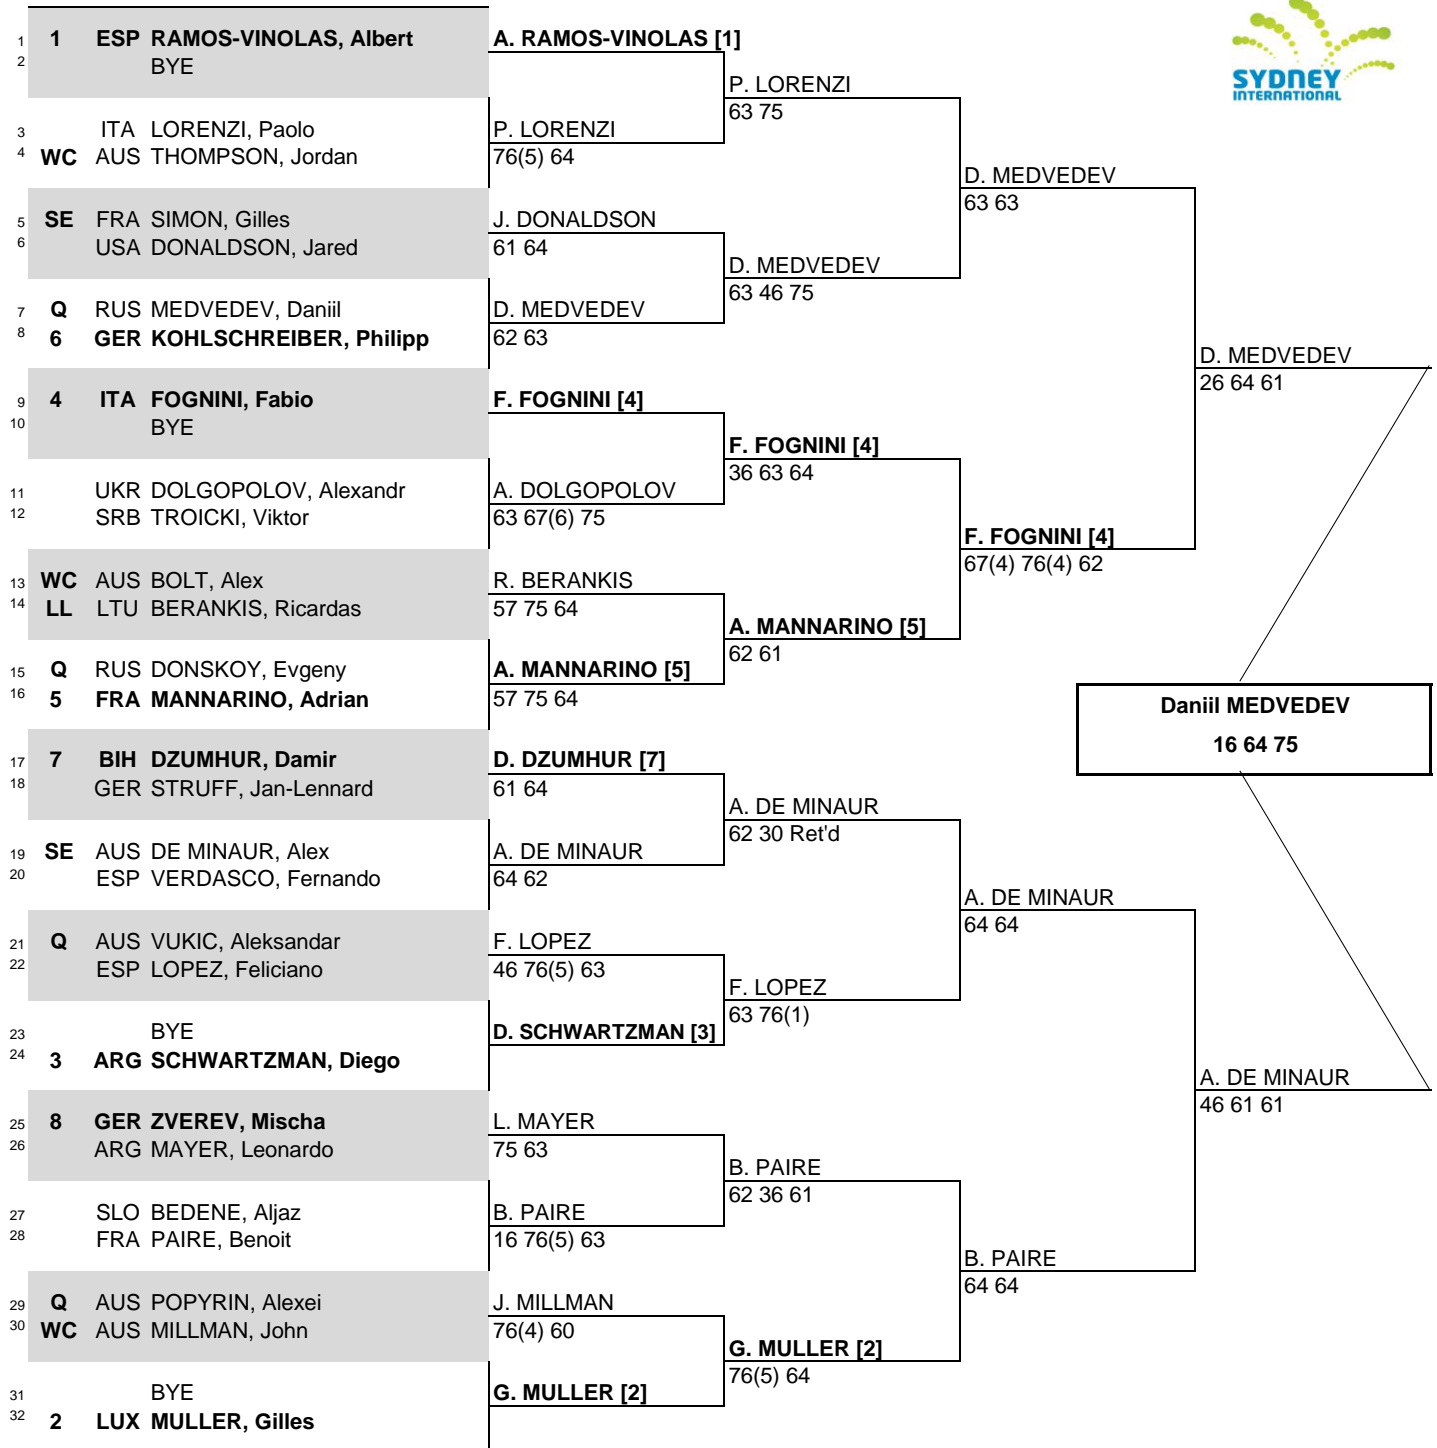 SYDNEY
INTERNATIONAL
1 1 ESP RAMOS-VINOLAS, Albert
2 BYE
3 ITA LORENZI, Paolo
4 WC AUS THOMPSON, Jordan
5 SE FRA SIMON, Gilles
6 USA DONALDSON, Jared
7 Q RUS MEDVEDEV, Daniil
8 6 GER KOHLSCHREIBER, Philipp
9 4 ITA FOGNINI, Fabio
10 BYE
11 UKR DOLGOPOLOV, Alexandr
12 SRB TROICKI, Viktor
13 WC AUS BOLT, Alex
14 LL LTU BERANKIS, Ricardas
15 Q RUS DONSKOY, Evgeny
16 5 FRA MANNARINO, Adrian
17 7 BIH DZUMHUR, Damir
18 GER STRUFF, Jan-Lennard
19 SE AUS DE MINAUR, Alex
20 ESP VERDASCO, Fernando
21 Q AUS VUKIC, Aleksandar
22 ESP LOPEZ, Feliciano
23 BYE
24 3 ARG SCHWARTZMAN, Diego
25 8 GER ZVEREV, Mischa
26 ARG MAYER, Leonardo
27 SLO BEDENE, Aljaz
28 FRA PAIRE, Benoit
29 Q AUS POPYRIN, Alexei
30 WC AUS MILLMAN, John
31 BYE
32 2 LUX MULLER, Gilles
A. RAMOS-VINOLAS [1]
P. LORENZI
76(5) 64
J. DONALDSON
61 64
D. MEDVEDEV
62 63
F. FOGNINI [4]
A. DOLGOPOLOV
63 67(6) 75
R. BERANKIS
57 75 64
A. MANNARINO [5]
57 75 64
D. DZUMHUR [7]
61 64
A. DE MINAUR
64 62
F. LOPEZ
46 76(5) 63
D. SCHWARTZMAN [3]
L. MAYER
75 63
B. PAIRE
16 76(5) 63
J. MILLMAN
76(4) 60
G. MULLER [2]
P. LORENZI
63 75
D. MEDVEDEV
63 46 75
F. FOGNINI [4]
36 63 64
A. MANNARINO [5]
62 61
A. DE MINAUR
62 30 Ret'd
F. LOPEZ
63 76(1)
B. PAIRE
62 36 61
G. MULLER [2]
76(5) 64
D. MEDVEDEV
63 63
F. FOGNINI [4]
67(4) 76(4) 62
A. DE MINAUR
64 64
B. PAIRE
64 64
D. MEDVEDEV
26 64 61
A. DE MINAUR
46 61 61
Daniil MEDVEDEV
16 64 75